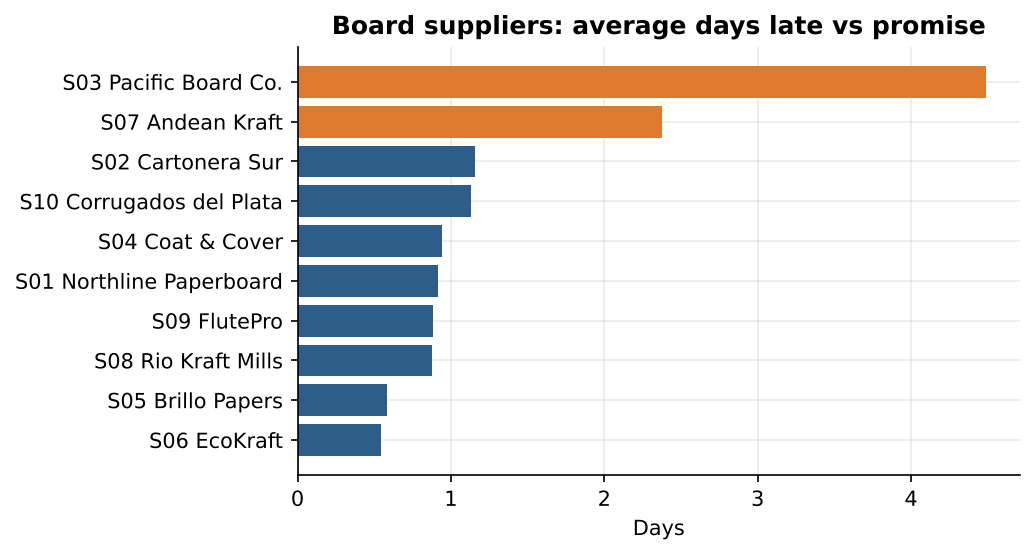 Board suppliers: average days late vs promise
S03 Pacific Board Co.
S07 Andean Kraft
S02 Cartonera Sur
S10 Corrugados del Plata
S04 Coat & Cover
S01 Northline Paperboard
S09 FlutePro
S08 Rio Kraft Mills
S05 Brillo Papers
S06 EcoKraft
0 1 2 3 4
Days